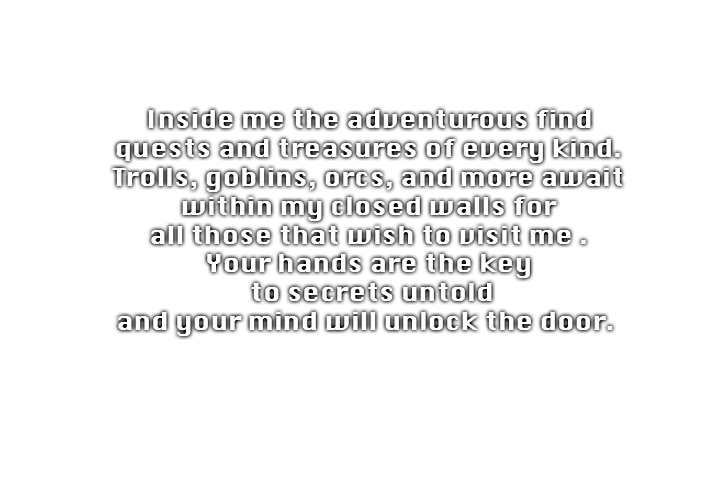 Inside me the adventurous find
quests and treasures of every kind.
Trolls, goblins, orcs, and more await
within my closed walls for
all those that wish to visit me .
Your hands are the key
to secrets untold
and your mind will unlock the door.